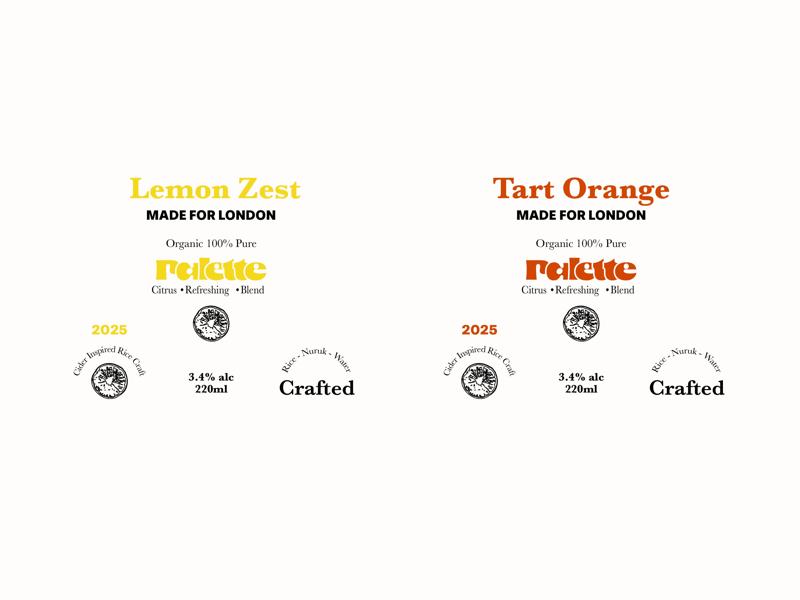 Lemon Zest
MADE FOR LONDON
Organic 100% Pure
Palette
Citrus •Refreshing •Blend
2025
Cider Inspired Rice Craft
3.4% alc
220ml
Rice - Nuruk - Water
Crafted
Tart Orange
MADE FOR LONDON
Organic 100% Pure
Palette
Citrus •Refreshing •Blend
2025
Cider Inspired Rice Craft
3.4% alc
220ml
Rice - Nuruk - Water
Crafted